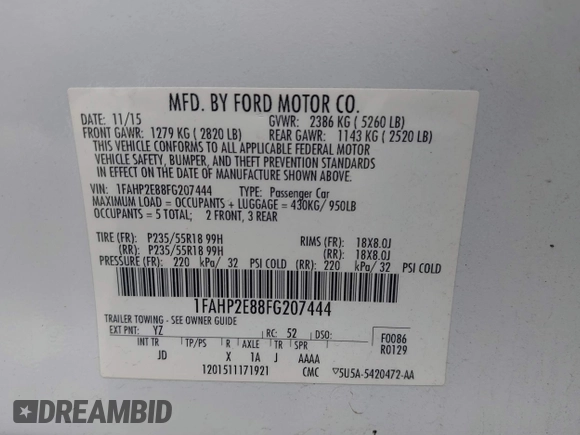 MFD. BY FORD MOTOR CO.
DATE: 11/15 GVWR: 2386 KG ( 5260 LB)
FRONT GAWR: 1279 KG ( 2820 LB) REAR GAWR: 1143 KG ( 2520 LB)
THIS VEHICLE CONFORMS TO ALL APPLICABLE FEDERAL MOTOR
VEHICLE SAFETY, BUMPER, AND THEFT PREVENTION STANDARDS
IN EFFECT ON THE DATE OF MANUFACTURE SHOWN ABOVE.
VIN: 1FAHP2E88FG207444 TYPE: Passenger Car
MAXIMUM LOAD = OCCUPANTS + LUGGAGE = 430KG/ 950LB
OCCUPANTS = 5 TOTAL; 2 FRONT, 3 REAR
TIRE (FR): P235/55R18 99H RIMS (FR): 18X8.0J
(RR): P235/55R18 99H (RR): 18X8.0J
PRESSURE (FR): 220 kPa/ 32 PSI COLD (RR): 220 kPa/ 32 PSI COLD
1FAHP2E88FG207444
TRAILER TOWING - SEE OWNER GUIDE
EXT PNT: YZ RC: 52 DSO: F0086
INT TR TP/PS R AXLE TR SPR R0129
JD X 1A J AAAA
1201511171921 CMC ▽5U5A-5420472-AA
DREAMBID